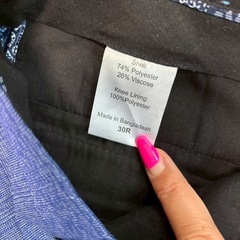 Shell:
74% Polyester
26% Viscose
Knee Lining:
100%Polyester
Made in Bangladesh
30R